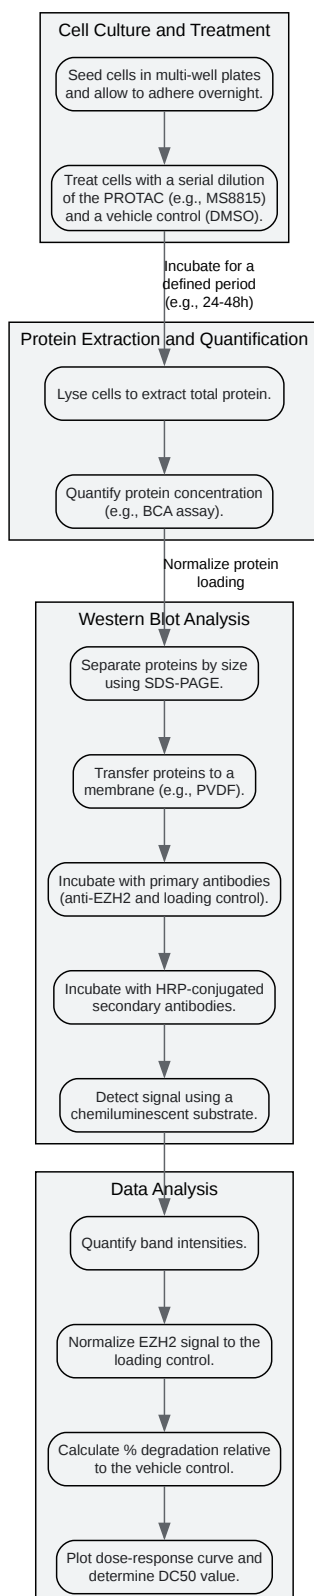 Cell Culture and Treatment
Seed cells in multi-well plates
and allow to adhere overnight.
Treat cells with a serial dilution
of the PROTAC (e.g., MS8815)
and a vehicle control (DMSO).
Incubate for a
defined period
(e.g., 24-48h)
Protein Extraction and Quantification
Lyse cells to extract total protein.
Quantify protein concentration
(e.g., BCA assay).
Normalize protein
loading
Western Blot Analysis
Separate proteins by size
using SDS-PAGE.
Transfer proteins to a
membrane (e.g., PVDF).
Incubate with primary antibodies
(anti-EZH2 and loading control).
Incubate with HRP-conjugated
secondary antibodies.
Detect signal using a
chemiluminescent substrate.
Data Analysis
Quantify band intensities.
Normalize EZH2 signal to the
loading control.
Calculate % degradation relative
to the vehicle control.
Plot dose-response curve and
determine DC50 value.